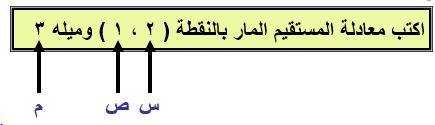 اكتب معادلة المستقيم المار بالنقطة ( ٢ ، ١ ) وميله ٣
س ص م